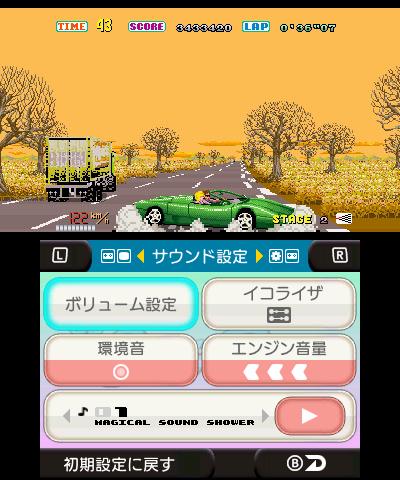 TIME 43 SCORE 3433420 LAP 0'36"07
122 km/h STAGE 2
L サウンド設定 R
ボリューム設定 イコライザ
環境音 エンジン音量
MAGICAL SOUND SHOWER
初期設定に戻す B